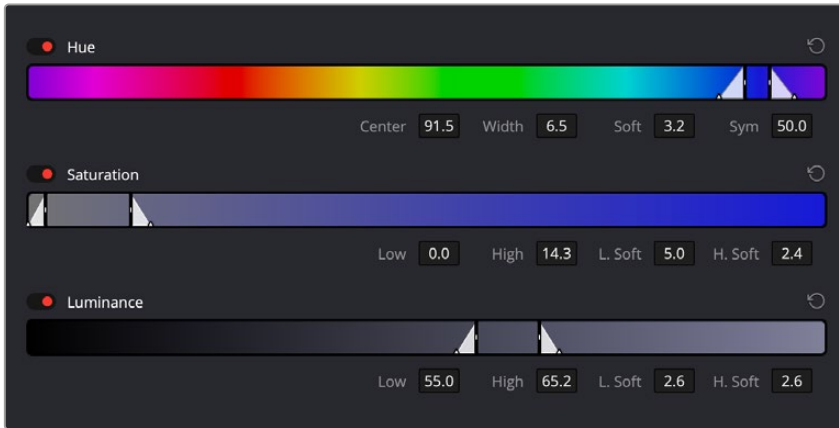 Hue
Center 91.5 Width 6.5 Soft 3.2 Sym 50.0
Saturation
Low 0.0 High 14.3 L. Soft 5.0 H. Soft 2.4
Luminance
Low 55.0 High 65.2 L. Soft 2.6 H. Soft 2.6